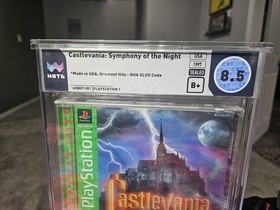 WATA
Castlevania: Symphony of the Night
*Made in USA, Greatest Hits - GHA SLUS Code
PLAYSTATION 1
USA
1997
SEALED
B+
8.5
PlayStation
Castlevania